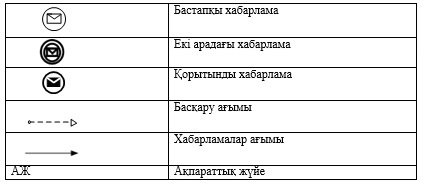 Бастапқы хабарлама
Екі арадағы хабарлама
Қорытынды хабарлама
Басқару ағымы
Хабарламалар ағымы
АЖ Ақпараттық жүйе